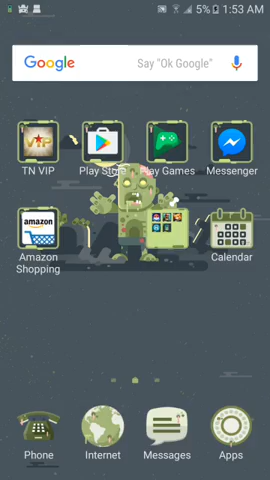 5% 1:53 AM
Google Say "Ok Google"
VIP
TN VIP Play Store Play Games Messenger
amazon
Amazon
Shopping
Calendar
Phone Internet Messages Apps